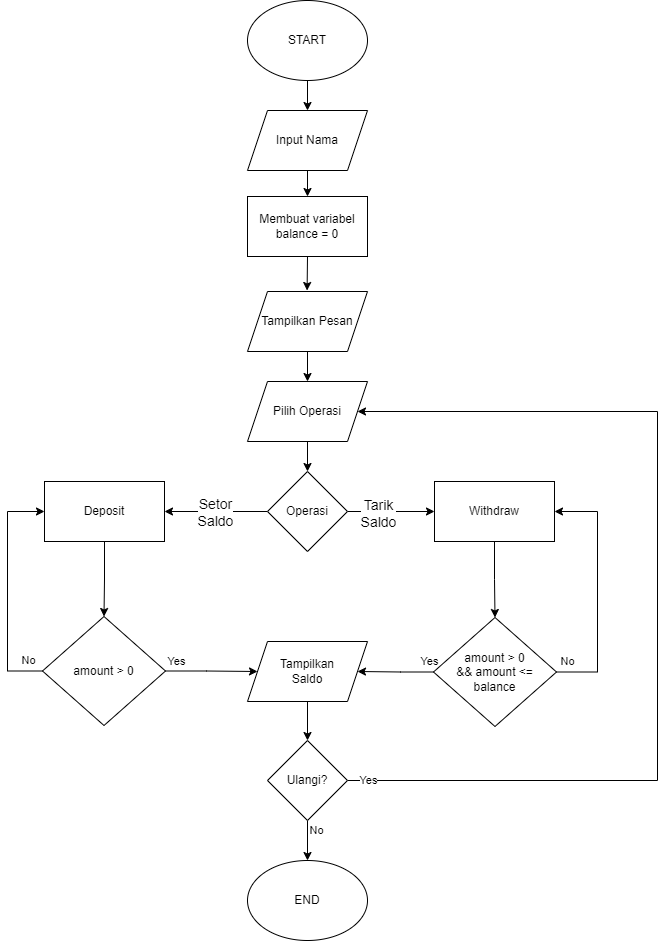 START
Input Nama
Membuat variabel
balance = 0
Tampilkan Pesan
Pilih Operasi
Deposit
Setor
Saldo
Operasi
Tarik
Saldo
Withdraw
No
amount > 0
Yes
Tampilkan
Saldo
Yes
amount > 0
&& amount <=
balance
No
Ulangi?
Yes
No
END